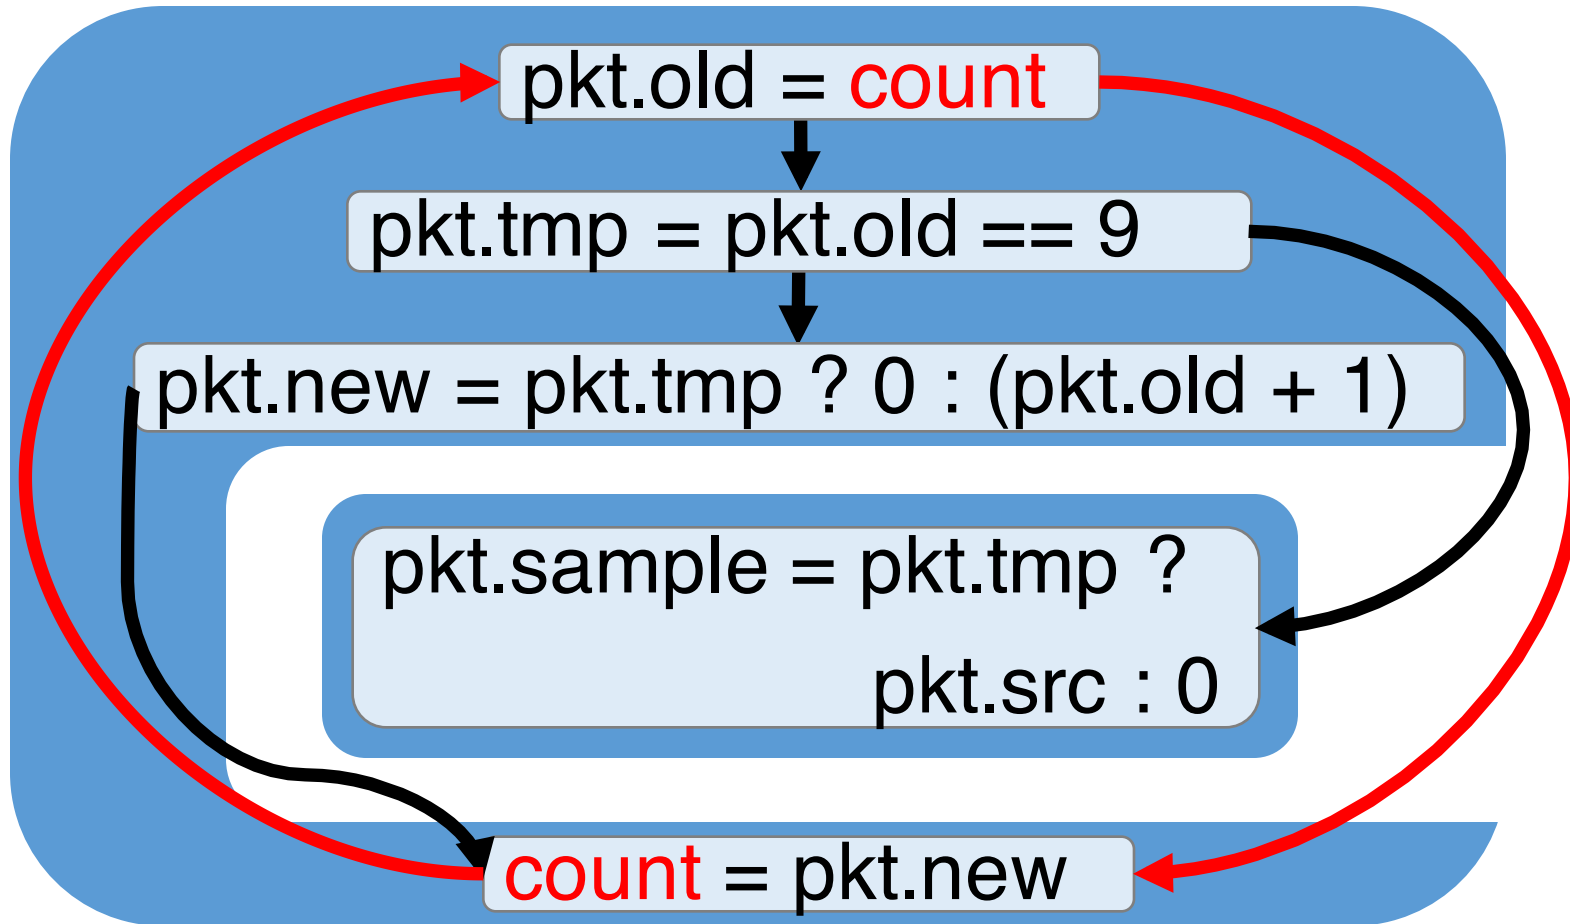 pkt.old = count
pkt.tmp = pkt.old == 9
pkt.new = pkt.tmp ? 0 : (pkt.old + 1)
pkt.sample = pkt.tmp ?
pkt.src : 0
count = pkt.new